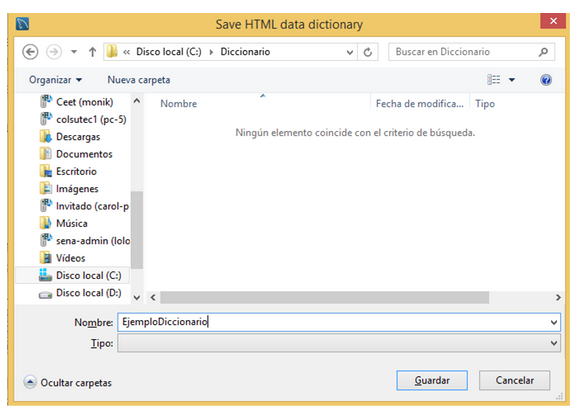 Save HTML data dictionary
« Disco local (C:) Diccionario
Buscar en Diccionario
Organizar
Nueva carpeta
Ceet (monik)
colsutec1 (pc-5)
Descargas
Documentos
Escritorio
Imágenes
Invitado (carol-p
Música
sena-admin (lolo
Vídeos
Disco local (C:)
Disco local (D:)
Nombre
Fecha de modifica...
Tipo
Ningún elemento coincide con el criterio de búsqueda.
Nombre: EjemploDiccionario
Tipo:
Ocultar carpetas
Guardar
Cancelar